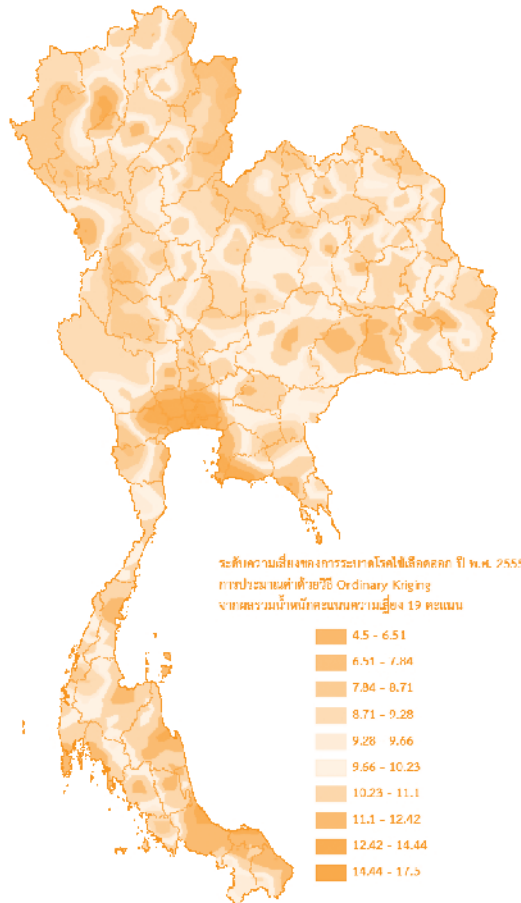 ระดับความเสี่ยงของการระบาดโรคไข้เลือดออก ปี พ.ศ. 2555
การประมาณค่าด้วยวิธี Ordinary Kriging
จากผลรวมน้ำหนักคะแนนความเสี่ยง 19 คะแนน
4.5 - 6.51
6.51 - 7.84
7.84 - 8.71
8.71 - 9.28
9.28 - 9.66
9.66 - 10.23
10.23 - 11.1
11.1 - 12.42
12.42 - 14.44
14.44 - 17.5